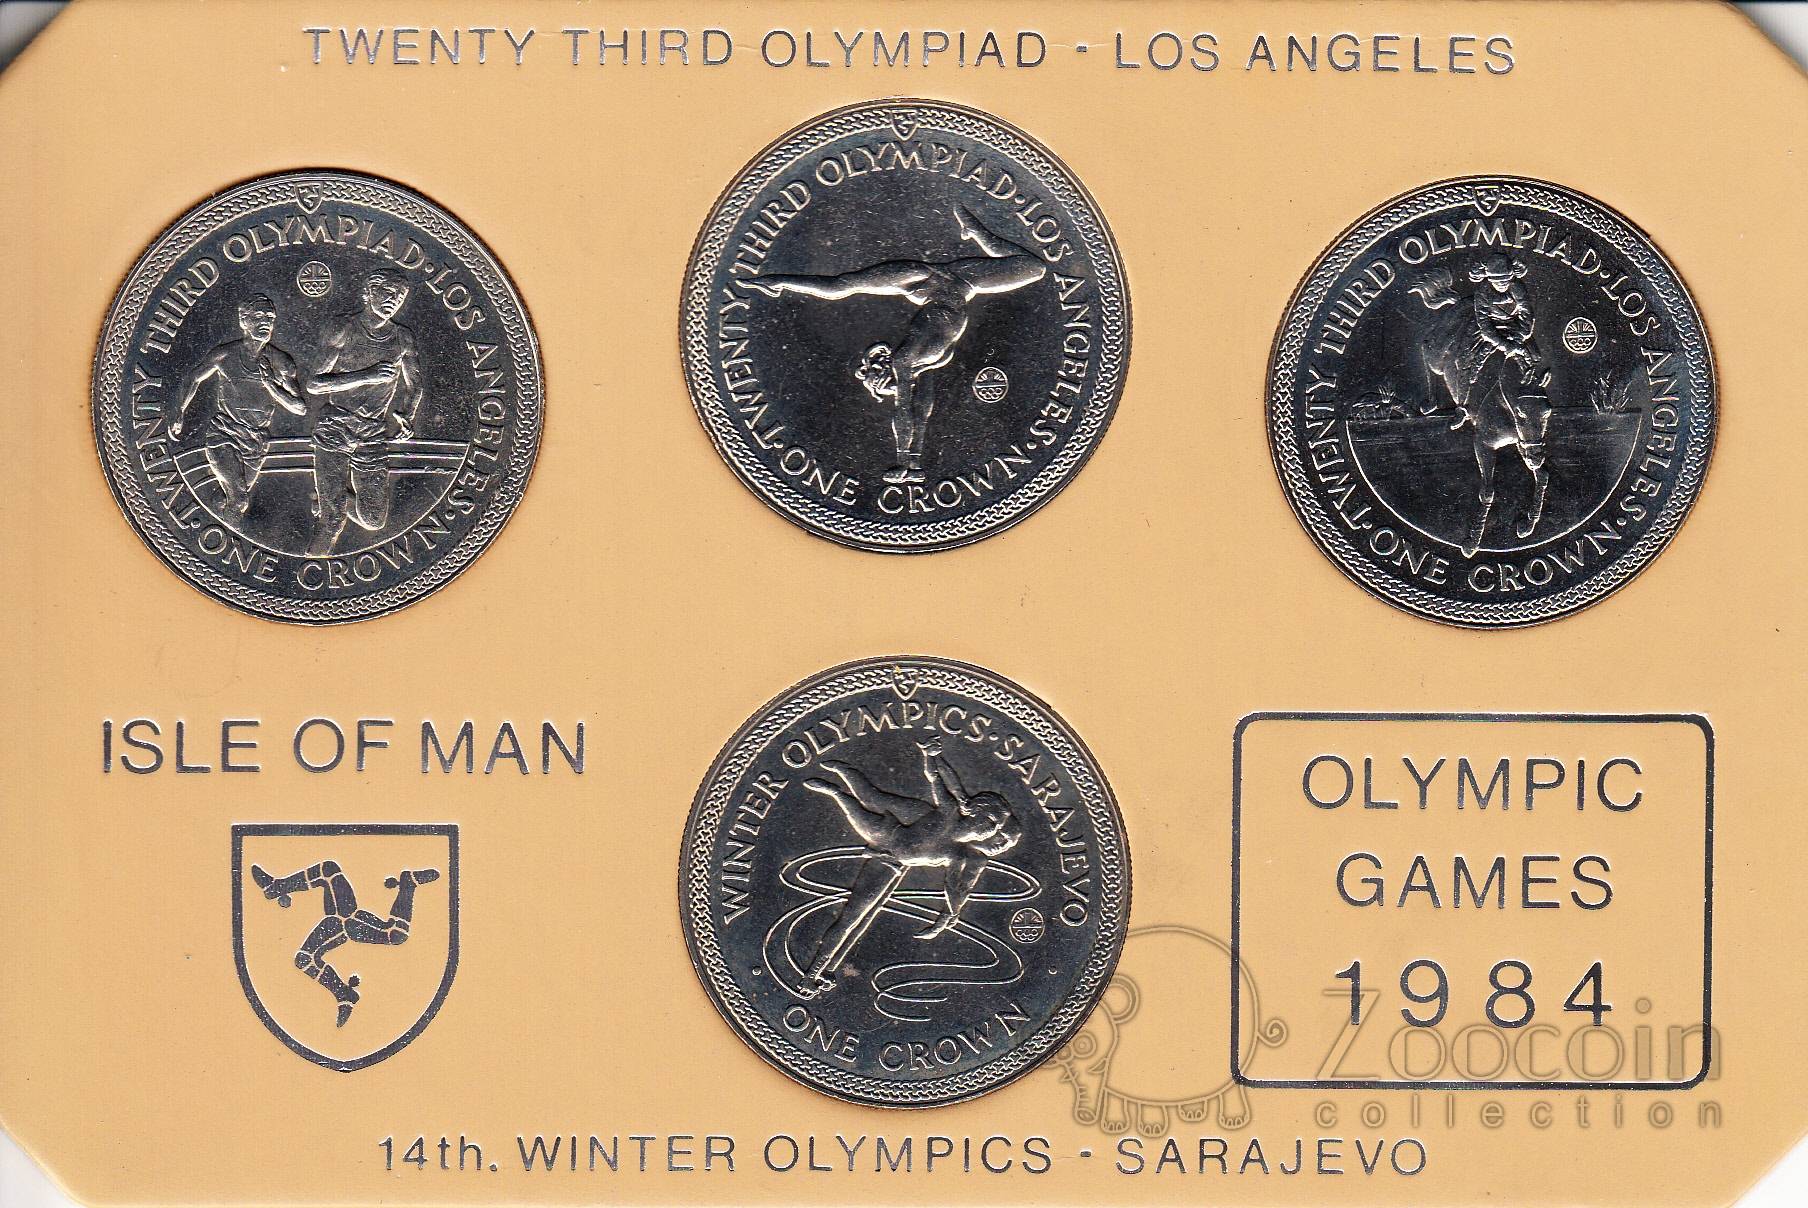 TWENTY THIRD OLYMPIAD · LOS ANGELES
TWENTY THIRD OLYMPIAD · LOS ANGELES · ONE CROWN ·
TWENTY THIRD OLYMPIAD · LOS ANGELES · ONE CROWN ·
TWENTY THIRD OLYMPIAD · LOS ANGELES · ONE CROWN ·
ISLE OF MAN
WINTER OLYMPICS · SARAJEVO · ONE CROWN ·
OLYMPIC
GAMES
1984
Zoocoin
collection
14th. WINTER OLYMPICS · SARAJEVO